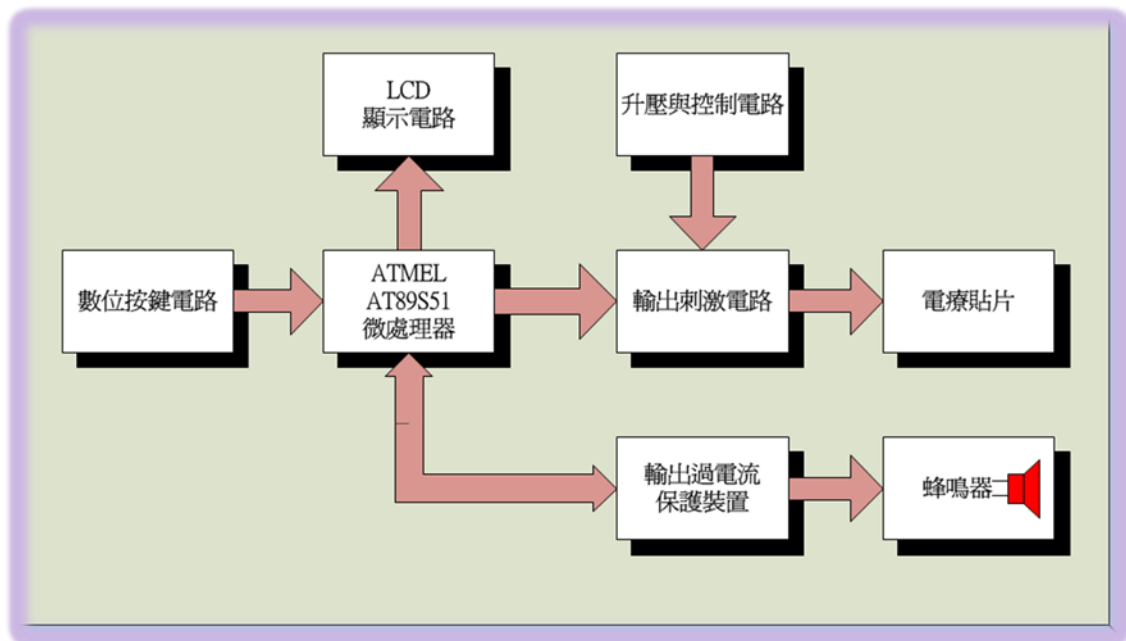 LCD
顯示電路
升壓與控制電路
數位按鍵電路
ATMEL
AT89S51
微處理器
輸出刺激電路
電療貼片
輸出過電流
保護裝置
蜂鳴器